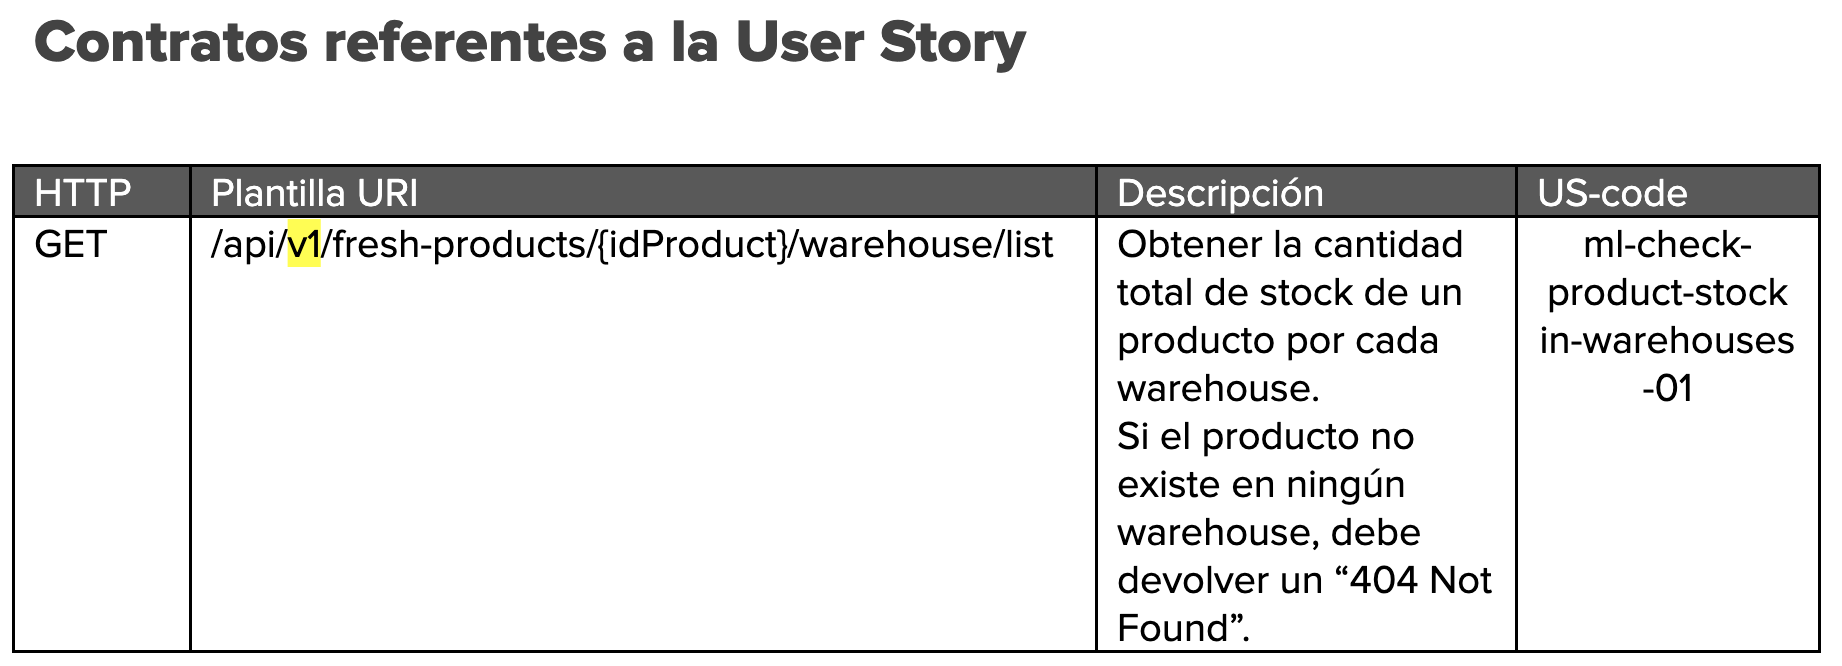 Contratos referentes a la User Story
HTTP
Plantilla URI
Descripción
US-code
GET
/api/v1/fresh-products/{idProduct}/warehouse/list
Obtener la cantidad
total de stock de un
producto por cada
warehouse.
Si el producto no
existe en ningún
warehouse, debe
devolver un “404 Not
Found”.
ml-check-
product-stock
in-warehouses
-01